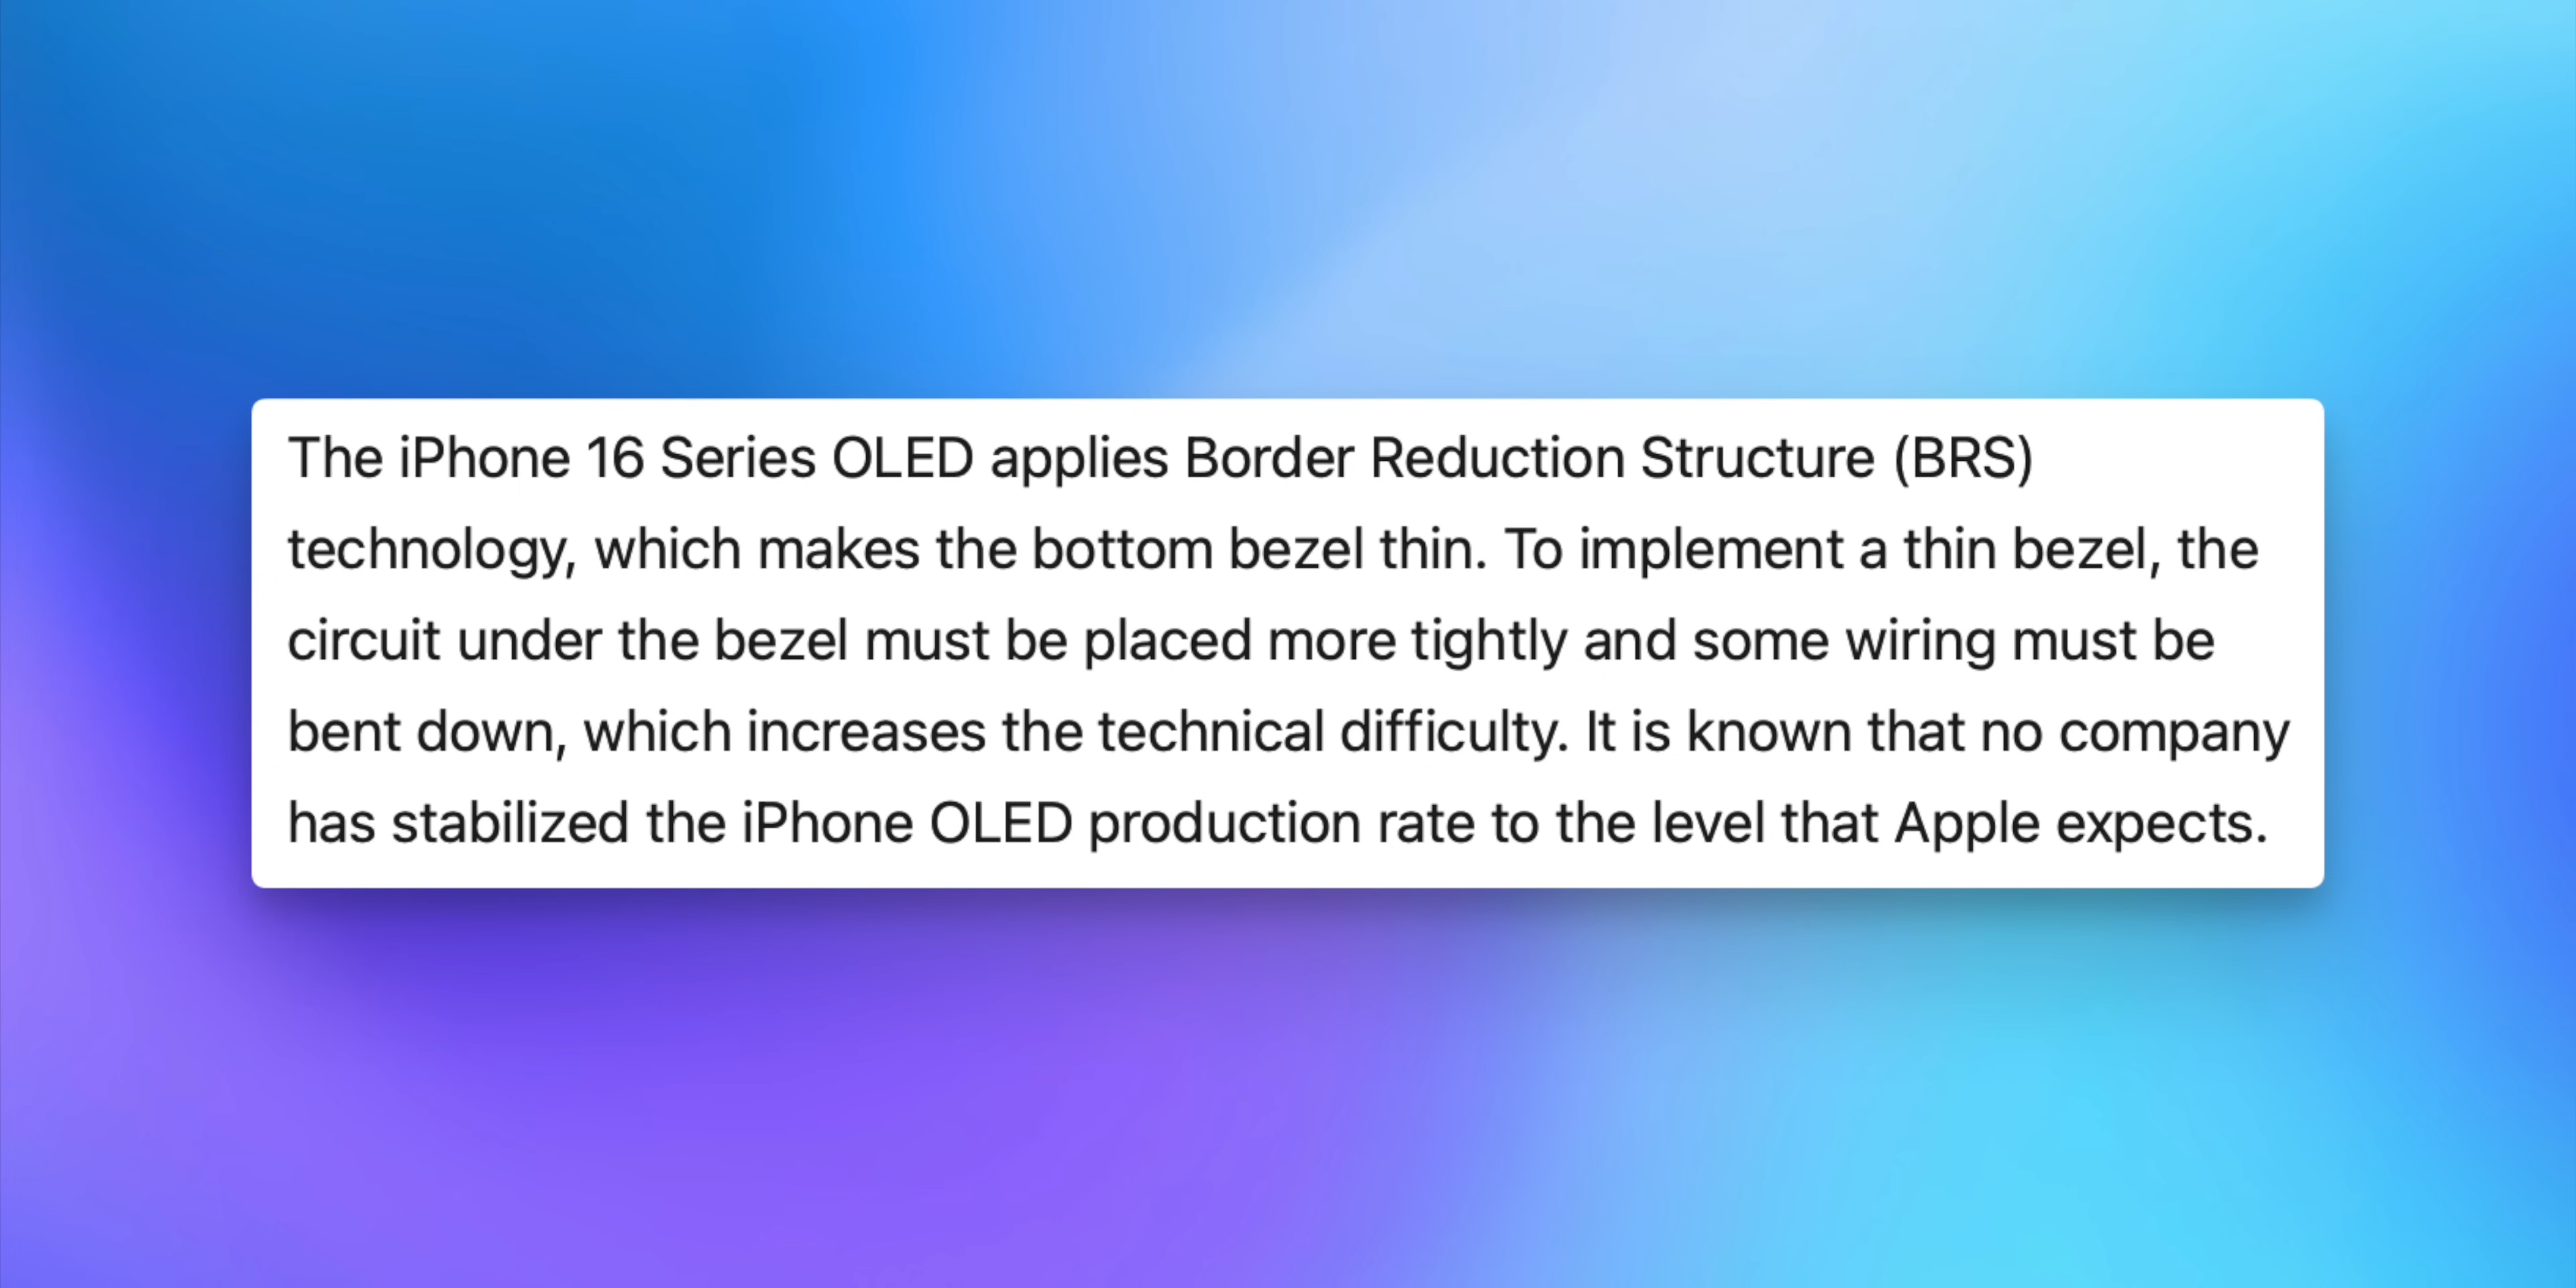 The iPhone 16 Series OLED applies Border Reduction Structure (BRS)
technology, which makes the bottom bezel thin. To implement a thin bezel, the
circuit under the bezel must be placed more tightly and some wiring must be
bent down, which increases the technical difficulty. It is known that no company
has stabilized the iPhone OLED production rate to the level that Apple expects.